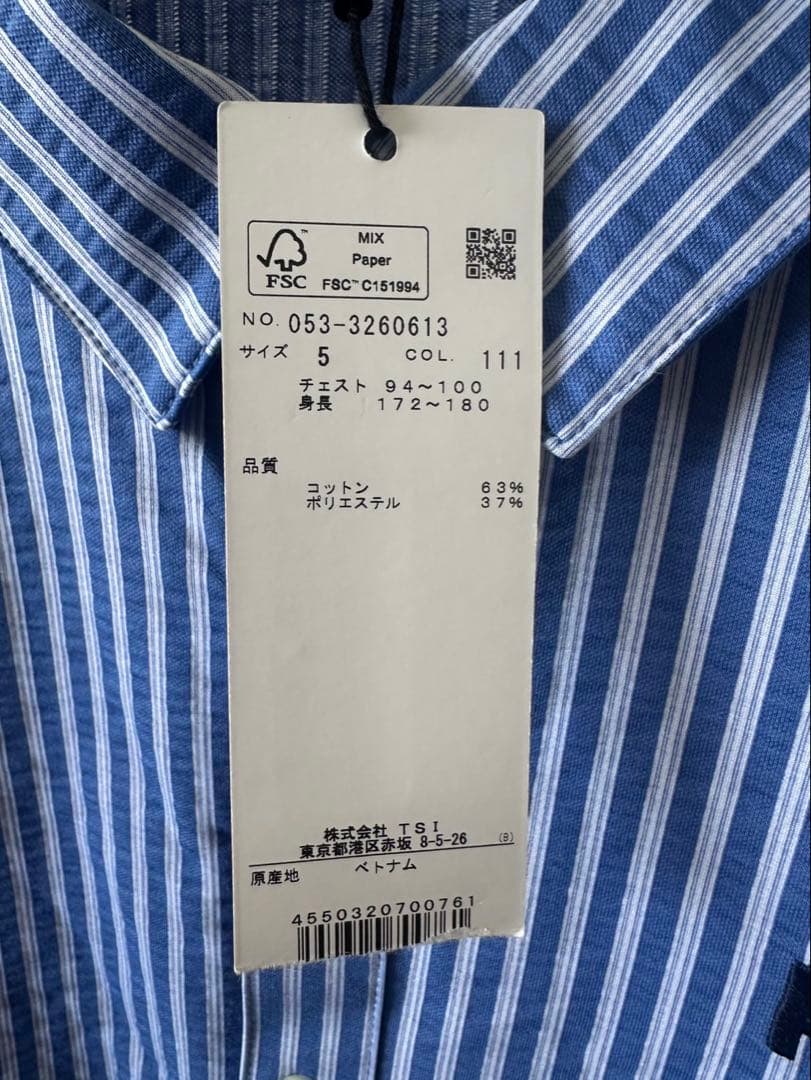 MIX
Paper
FSC™ C151994
FSC
NO. 053-3260613
サイズ 5 COL. 111
チェスト 94～100
身長 172～180
品質
コットン 63%
ポリエステル 37%
株式会社 TSI
東京都港区赤坂 8-5-26 (B)
原産地 ベトナム
4550320700761